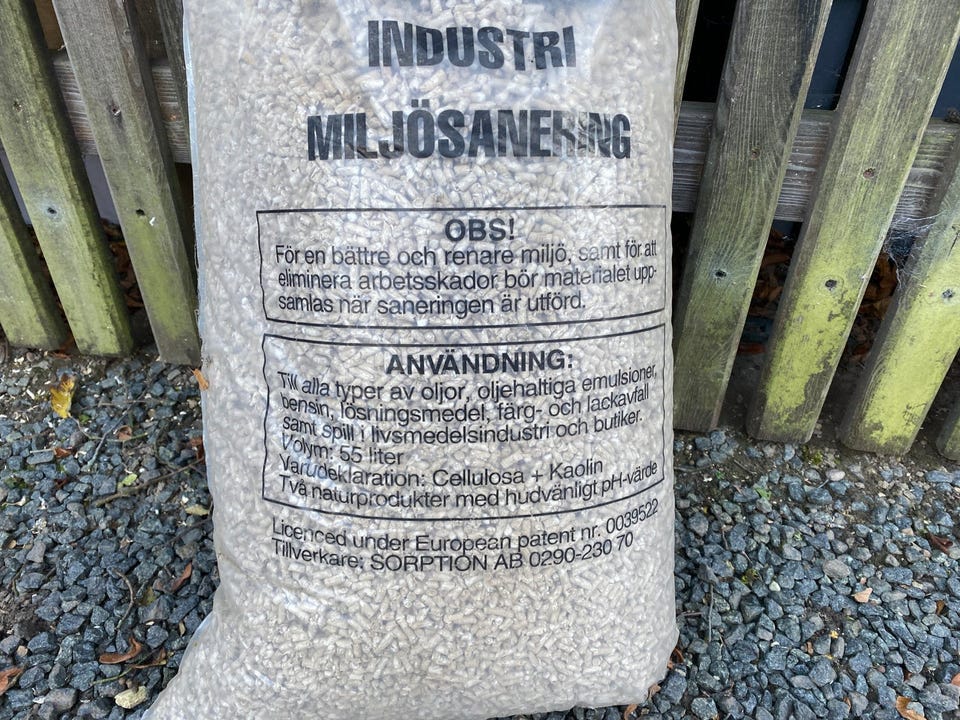 INDUSTRI
MILJÖSANERING
OBS!
För en bättre och renare miljö, samt för att
eliminera arbetsskador bör materialet upp-
samlas när saneringen är utförd.
ANVÄNDNING:
Till alla typer av oljor, oljehaltiga emulsioner,
bensin, lösningsmedel, färg- och lackavfall
samt spill i livsmedelsindustri och butiker.
Volym: 55 liter
Varudeklaration: Cellulosa + Kaolin
Två naturprodukter med hudvänligt pH-värde
Licenced under European patent nr. 0039522
Tillverkare: SORPTION AB 0290-230 70